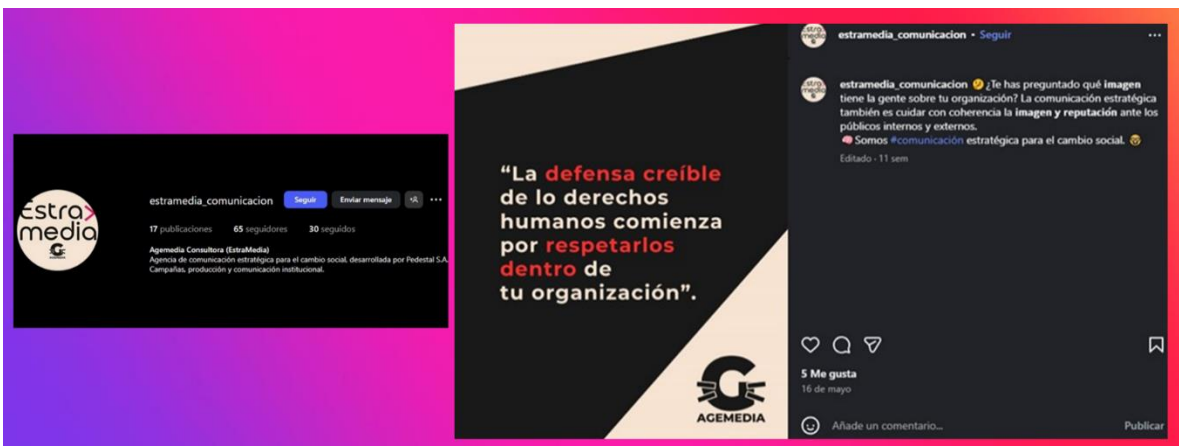 Estra
media
estramedia_comunicacion Seguir Enviar mensaje ···
17 publicaciones 65 seguidores 30 seguidos
Agemedia Consultora (EstraMedia)
Agencia de comunicación estratégica para el cambio social, desarrollada por Pedestal S.A.
Campañas, producción y comunicación institucional.
“La defensa creíble
de lo derechos
humanos comienza
por respetarlos
dentro de
tu organización”.
AGEMEDIA
Estra
media
estramedia_comunicacion • Seguir ···
Estra
media
estramedia_comunicacion 🤔 ¿Te has preguntado qué imagen
tiene la gente sobre tu organización? La comunicación estratégica
también es cuidar con coherencia la imagen y reputación ante los
públicos internos y externos.
🧠 Somos #comunicación estratégica para el cambio social. 🤓
Editado · 11 sem
5 Me gusta
16 de mayo
Añade un comentario...
Publicar